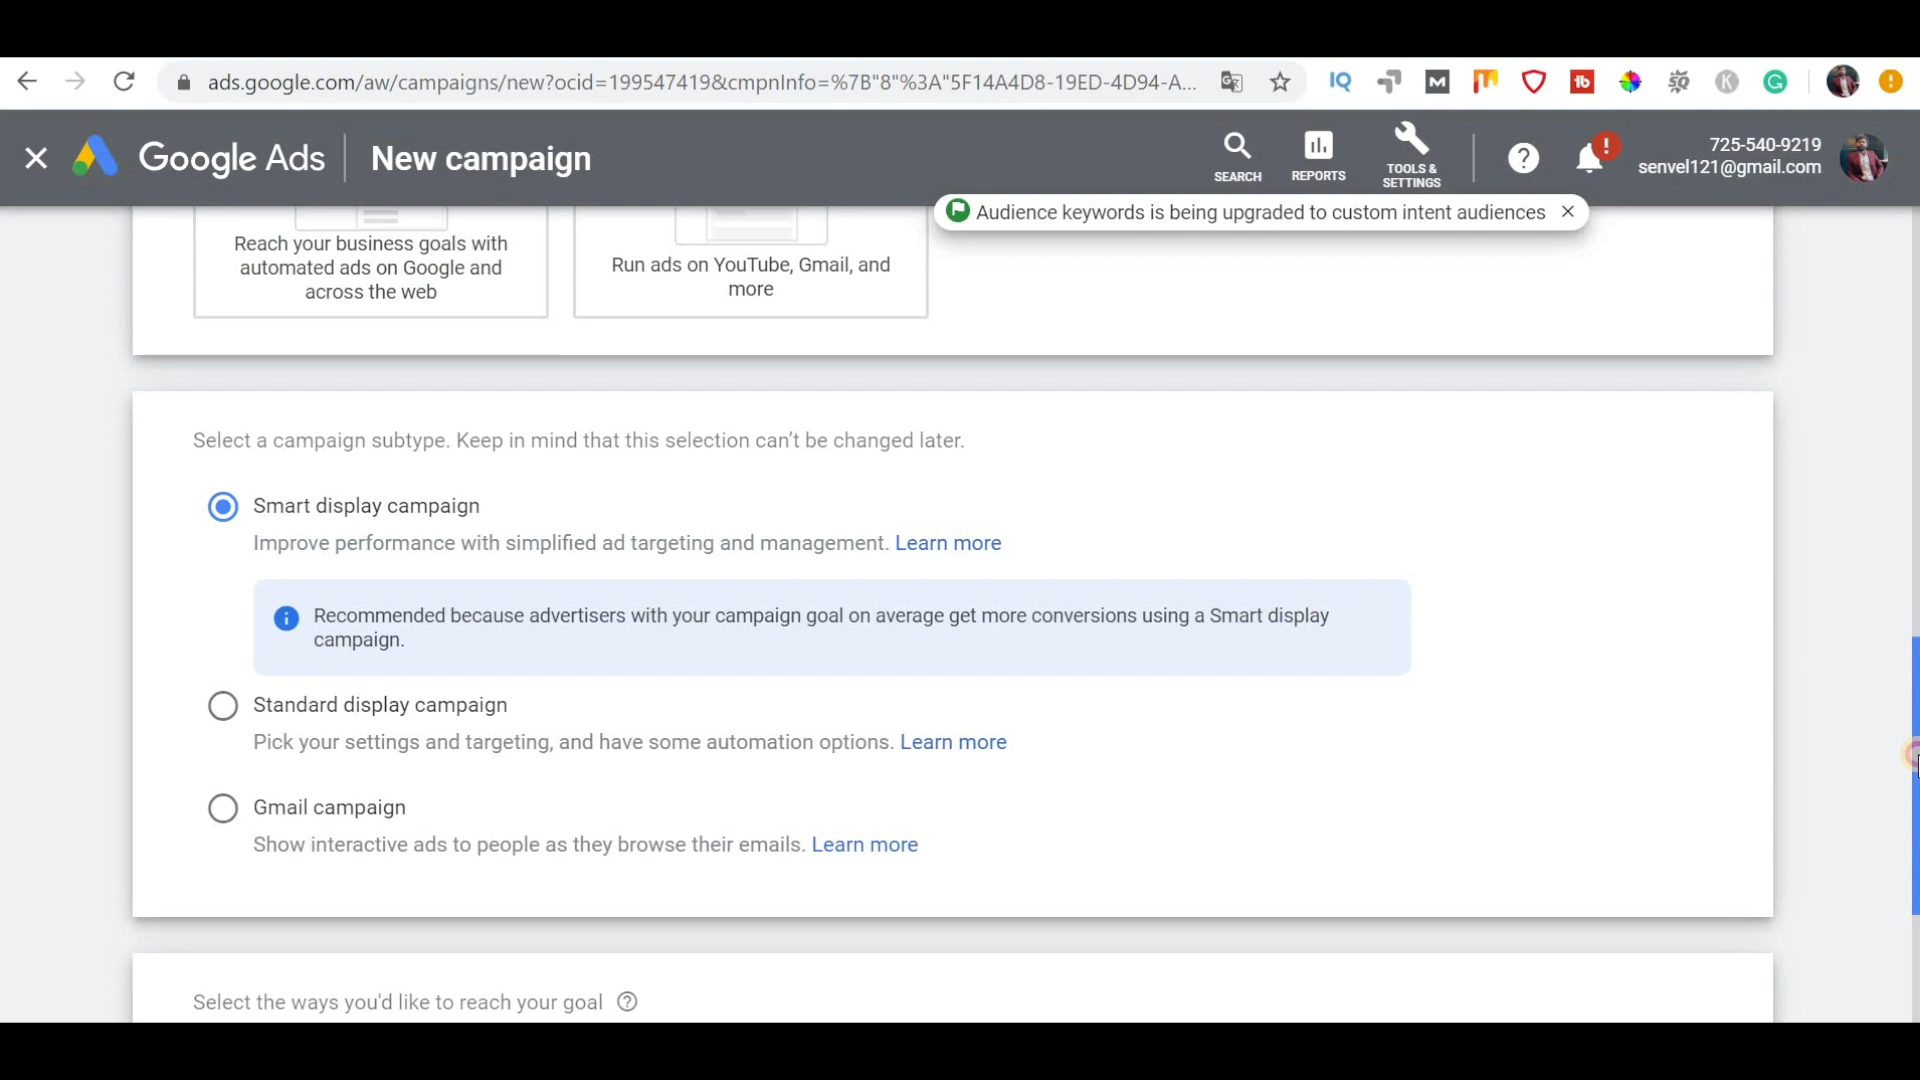 ads.google.com/aw/campaigns/new?ocid=199547419&cmpnInfo=%7B"8"%3A"5F14A4D8-19ED-4D94-A...
Google Ads
New campaign
SEARCH
REPORTS
TOOLS &
SETTINGS
725-540-9219
senvel121@gmail.com
Audience keywords is being upgraded to custom intent audiences
Reach your business goals with
automated ads on Google and
across the web
Run ads on YouTube, Gmail, and
more
Select a campaign subtype. Keep in mind that this selection can't be changed later.
Smart display campaign
Improve performance with simplified ad targeting and management. Learn more
Recommended because advertisers with your campaign goal on average get more conversions using a Smart display
campaign.
Standard display campaign
Pick your settings and targeting, and have some automation options. Learn more
Gmail campaign
Show interactive ads to people as they browse their emails. Learn more
Select the ways you'd like to reach your goal